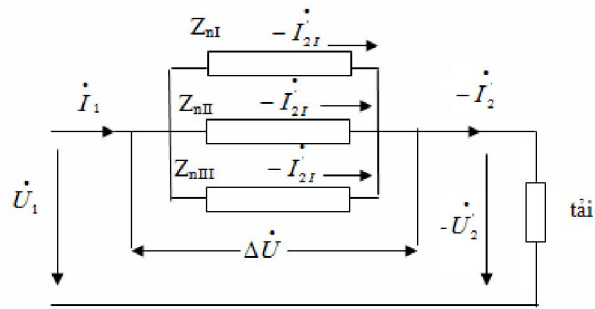 Z_nI
-İ'_2I
İ_1
Z_nII
-İ'_2I
-İ'_2
Z_nIII
-İ'_2I
U̇_1
-U̇'_2
tải
ΔU̇